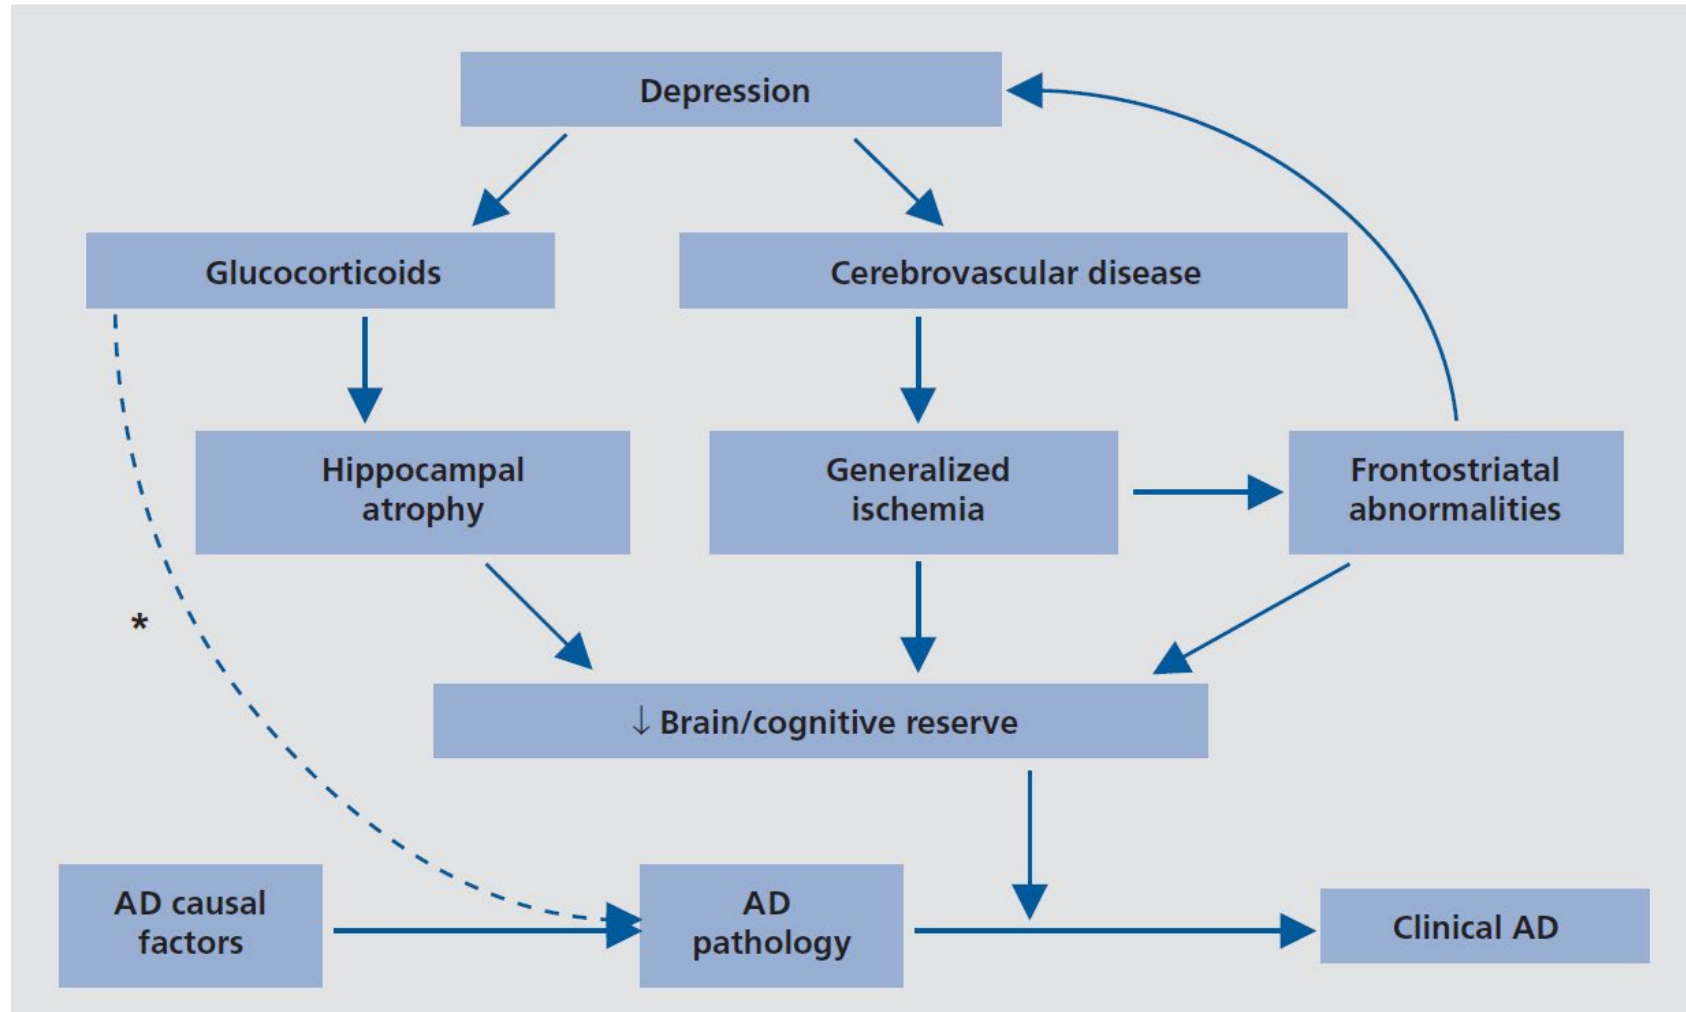 Depression
Glucocorticoids
Cerebrovascular disease
Hippocampal
atrophy
Generalized
ischemia
Frontostriatal
abnormalities
*
↓ Brain/cognitive reserve
AD causal
factors
AD
pathology
Clinical AD